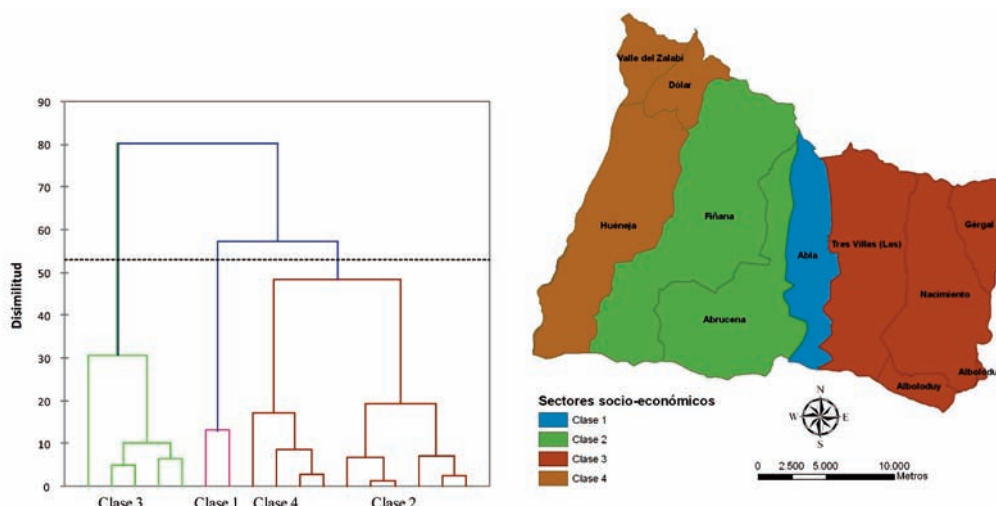 90
80
70
60
50
40
30
20
10
0
Disimilitud
Clase 3
Clase 1
Clase 4
Clase 2
Valle del Zalabí
Dólar
Huéneja
Fiñana
Abrucena
Abla
Tres Villas (Las)
Gérgal
Nacimiento
Alboloduy
Alboloduy
Sectores socio-económicos
Clase 1
Clase 2
Clase 3
Clase 4
N
W
E
S
0 2.500 5.000 10.000
Metros